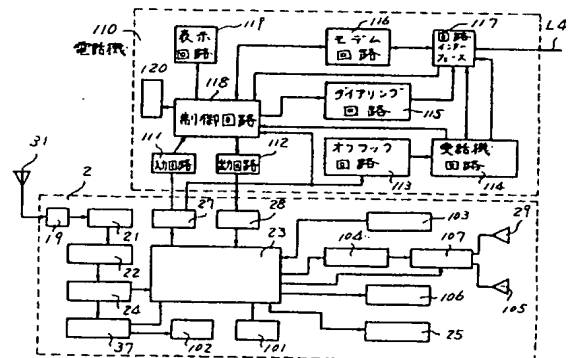 110
電話機
表示
回路
119
116
モデム
回路
117
回路
インター
フェース
L4
120
118
制御回路
ダイアリング
回路
115
111
入回路
出回路
112
オフフック
回路
113
電話機
回路
114
31
2
19
21
27
28
23
103
29
22
104
107
24
106
105
37
102
101
25